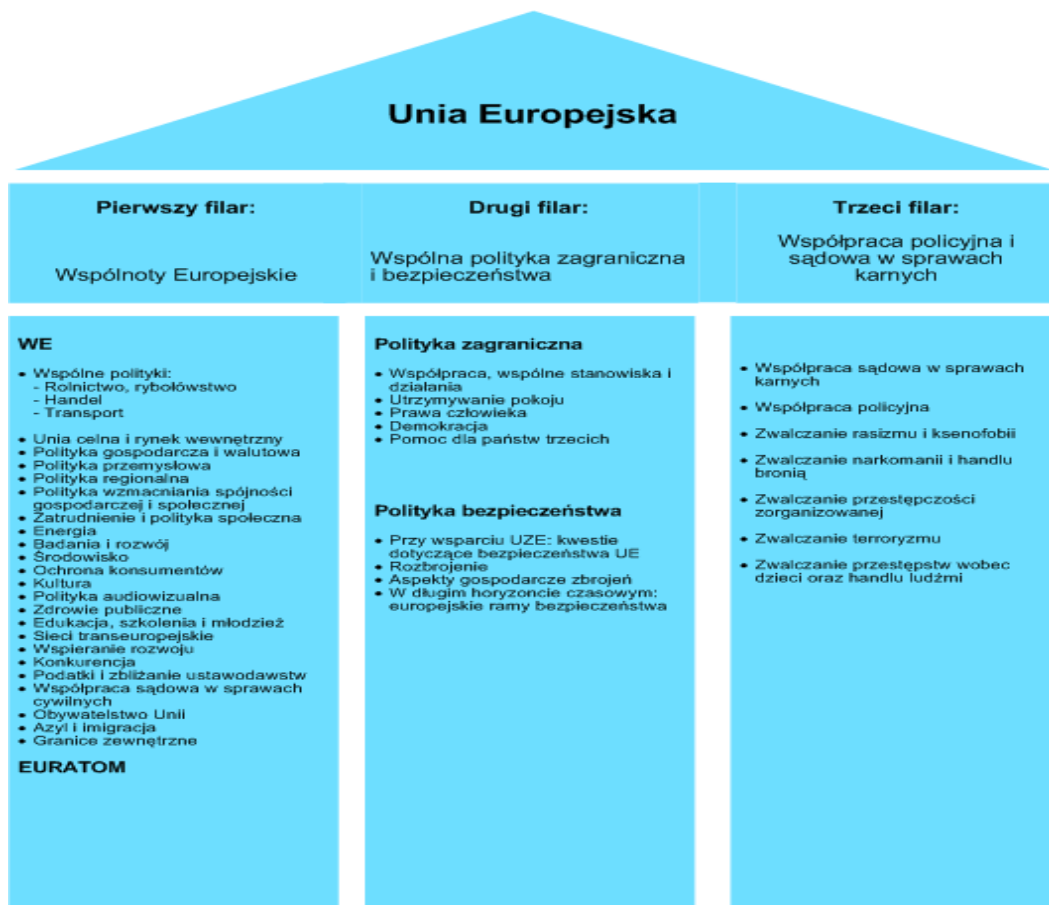 Unia Europejska
Pierwszy filar:
Wspólnoty Europejskie
Drugi filar:
Wspólna polityka zagraniczna
i bezpieczeństwa
Trzeci filar:
Współpraca policyjna i
sądowa w sprawach
karnych
WE
• Wspólne polityki:
- Rolnictwo, rybołówstwo
- Handel
- Transport
• Unia celna i rynek wewnętrzny
• Polityka gospodarcza i walutowa
• Polityka przemysłowa
• Polityka regionalna
• Polityka wzmacniania spójności
gospodarczej i społecznej
• Zatrudnienie i polityka społeczna
• Energia
• Badania i rozwój
• Środowisko
• Ochrona konsumentów
• Kultura
• Polityka audiowizualna
• Zdrowie publiczne
• Edukacja, szkolenia i młodzież
• Sieci transeuropejskie
• Wspieranie rozwoju
• Konkurencja
• Podatki i zbliżanie ustawodawstw
• Współpraca sądowa w sprawach
cywilnych
• Obywatelstwo Unii
• Azyl i imigracja
• Granice zewnętrzne
EURATOM
Polityka zagraniczna
• Współpraca, wspólne stanowiska i
działania
• Utrzymywanie pokoju
• Prawa człowieka
• Demokracja
• Pomoc dla państw trzecich
Polityka bezpieczeństwa
• Przy wsparciu UZE: kwestie
dotyczące bezpieczeństwa UE
• Rozbrojenie
• Aspekty gospodarcze zbrojeń
• W długim horyzoncie czasowym:
europejskie ramy bezpieczeństwa
• Współpraca sądowa w sprawach
karnych
• Współpraca policyjna
• Zwalczanie rasizmu i ksenofobii
• Zwalczanie narkomanii i handlu
bronią
• Zwalczanie przestępczości
zorganizowanej
• Zwalczanie terroryzmu
• Zwalczanie przestępstw wobec
dzieci oraz handlu ludźmi